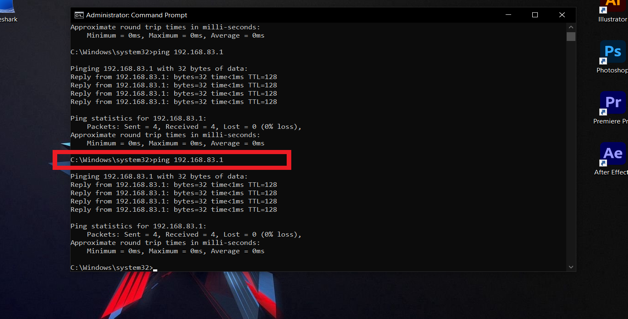 eshark
Administrator: Command Prompt
Approximate round trip times in milli-seconds:
Minimum = 0ms, Maximum = 0ms, Average = 0ms
C:\Windows\system32>ping 192.168.83.1
Pinging 192.168.83.1 with 32 bytes of data:
Reply from 192.168.83.1: bytes=32 time<1ms TTL=128
Reply from 192.168.83.1: bytes=32 time<1ms TTL=128
Reply from 192.168.83.1: bytes=32 time<1ms TTL=128
Reply from 192.168.83.1: bytes=32 time<1ms TTL=128
Ping statistics for 192.168.83.1:
Packets: Sent = 4, Received = 4, Lost = 0 (0% loss),
Approximate round trip times in milli-seconds:
Minimum = 0ms, Maximum = 0ms, Average = 0ms
C:\Windows\system32>ping 192.168.83.1
Pinging 192.168.83.1 with 32 bytes of data:
Reply from 192.168.83.1: bytes=32 time<1ms TTL=128
Reply from 192.168.83.1: bytes=32 time<1ms TTL=128
Reply from 192.168.83.1: bytes=32 time<1ms TTL=128
Reply from 192.168.83.1: bytes=32 time<1ms TTL=128
Ping statistics for 192.168.83.1:
Packets: Sent = 4, Received = 4, Lost = 0 (0% loss),
Approximate round trip times in milli-seconds:
Minimum = 0ms, Maximum = 0ms, Average = 0ms
C:\Windows\system32>
Ai
Illustrator
Ps
Photoshop
Pr
Premiere Pr
Ae
After Effect